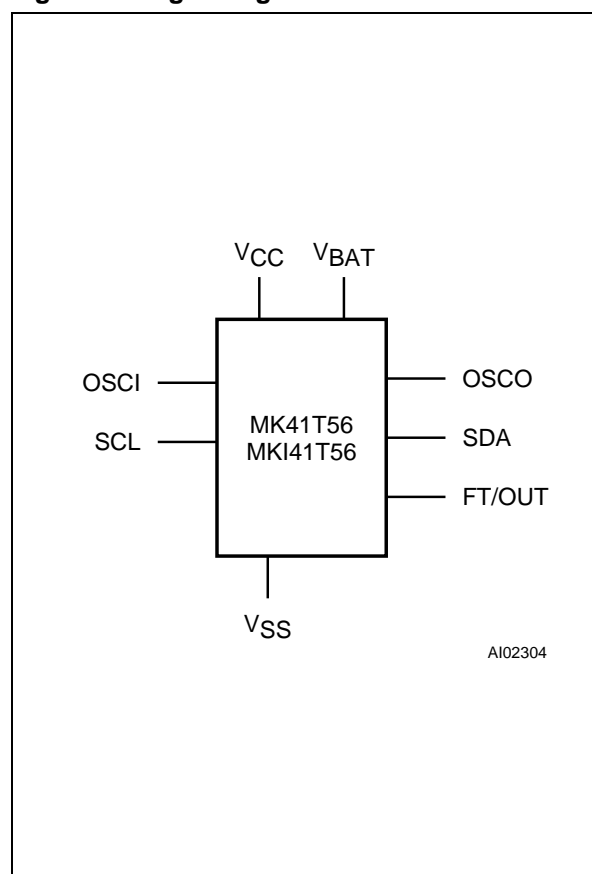 VCC VBAT
OSCI OSCO
MK41T56
SCL SDA
MKI41T56
FT/OUT
VSS
AI02304